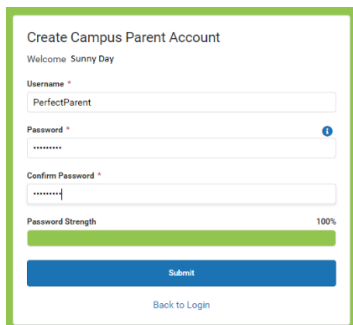 Create Campus Parent Account
Welcome Sunny Day
Username *
PerfectParent
Password *
•••••••••
Confirm Password *
•••••••••
Password Strength 100%
Submit
Back to Login